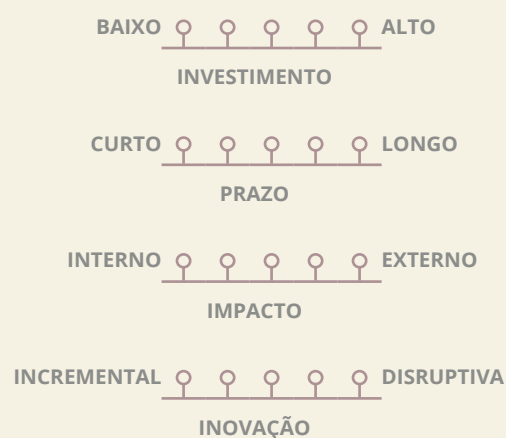 BAIXO ALTO
INVESTIMENTO
CURTO LONGO
PRAZO
INTERNO EXTERNO
IMPACTO
INCREMENTAL DISRUPTIVA
INOVAÇÃO